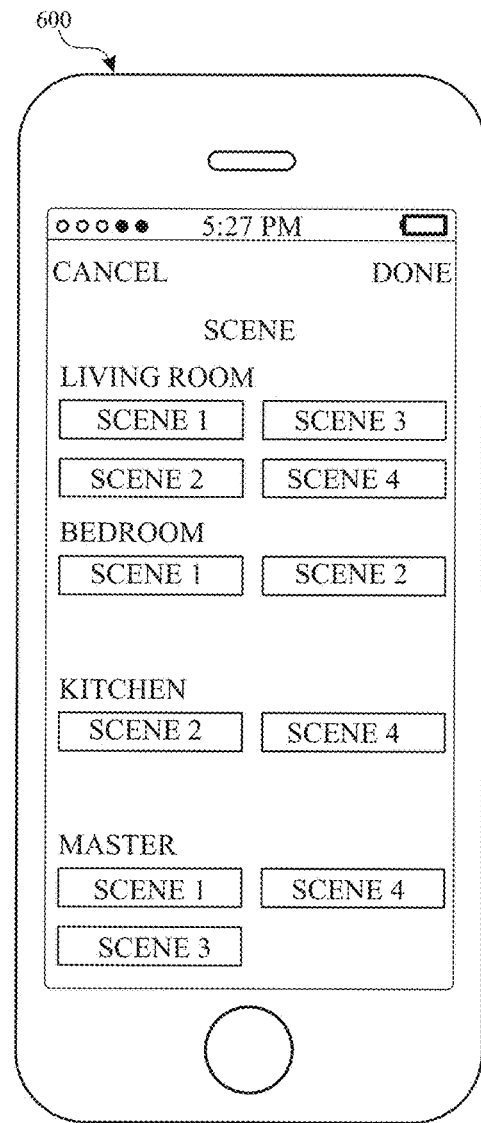 600
5:27 PM
CANCEL DONE
SCENE
LIVING ROOM
SCENE 1 SCENE 3
SCENE 2 SCENE 4
BEDROOM
SCENE 1 SCENE 2
KITCHEN
SCENE 2 SCENE 4
MASTER
SCENE 1 SCENE 4
SCENE 3